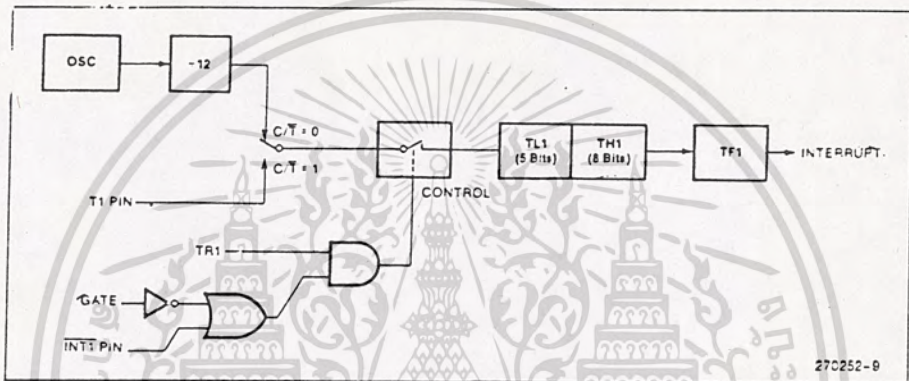 OSC
-12
C/T̅ = 0
C/T̅ = 1
T1 PIN
CONTROL
TL1
(5 Bits)
TH1
(8 Bits)
TF1
INTERRUPT.
TR1
GATE
I̅N̅T̅1̅ PIN
270252-9